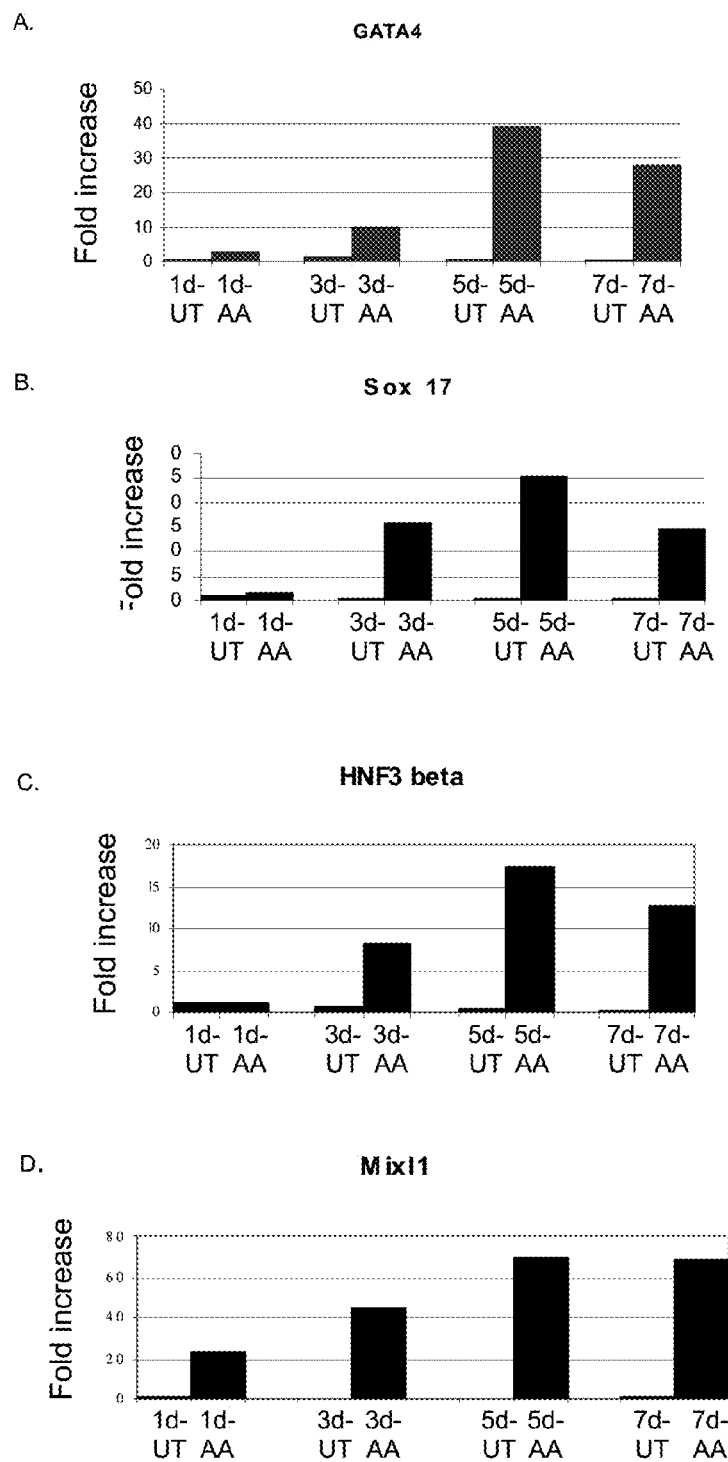 A.
GATA4
Fold increase
50
40
30
20
10
0
1d- 1d- 3d- 3d- 5d- 5d- 7d- 7d-
UT AA UT AA UT AA UT AA
B.
Sox 17
Fold increase
0
5
0
5
0
5
0
1d- 1d- 3d- 3d- 5d- 5d- 7d- 7d-
UT AA UT AA UT AA UT AA
C.
HNF3 beta
Fold increase
20
15
10
5
0
1d- 1d- 3d- 3d- 5d- 5d- 7d- 7d-
UT AA UT AA UT AA UT AA
D.
Mixl1
Fold increase
80
60
40
20
0
1d- 1d- 3d- 3d- 5d- 5d- 7d- 7d-
UT AA UT AA UT AA UT AA